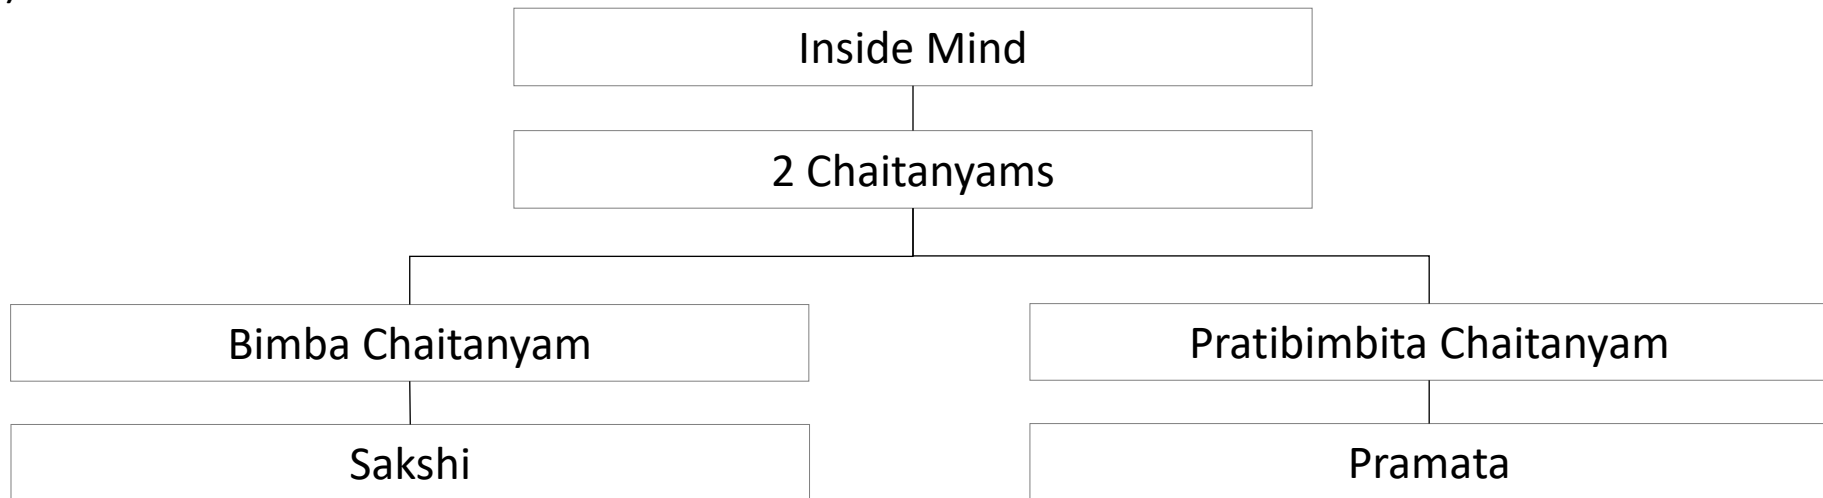 Inside Mind
2 Chaitanyams
Bimba Chaitanyam
Pratibimbita Chaitanyam
Sakshi
Pramata